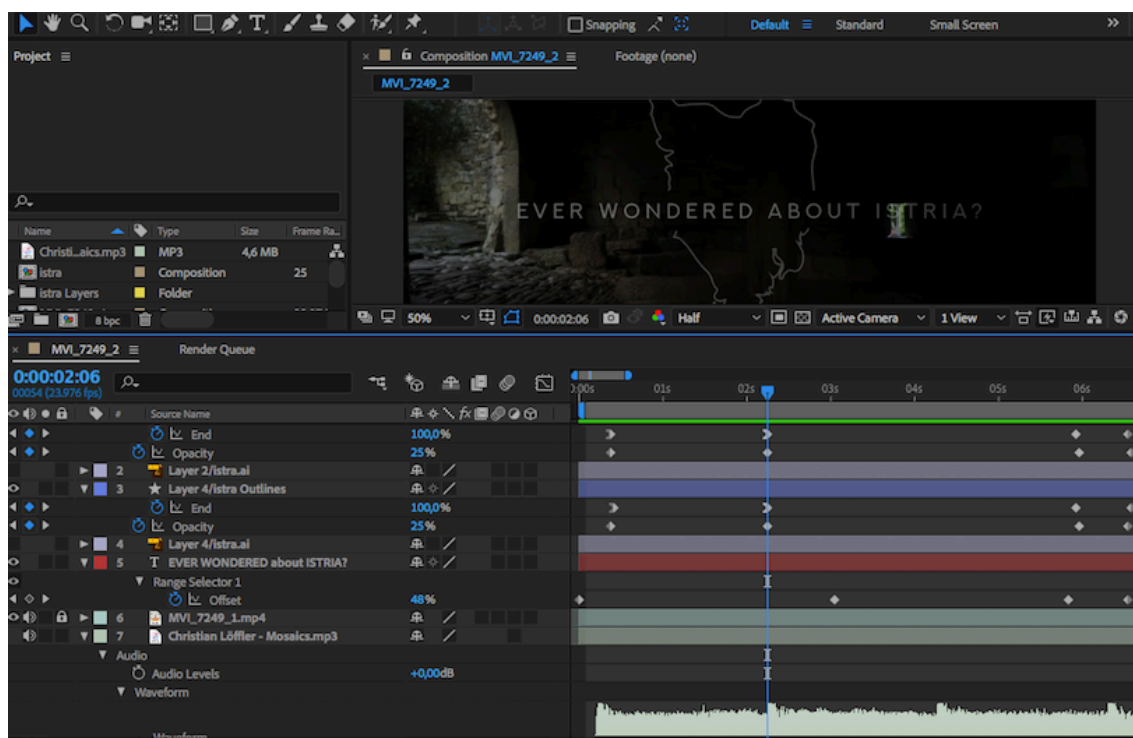 Snapping
Default
Standard
Small Screen
Project
Composition MVI_7249_2
Footage (none)
MVI_7249_2
EVER WONDERED ABOUT ISTRIA?
Name Type Size Frame Ra...
Christi...aics.mp3 MP3 4,6 MB
istra Composition 25
istra Layers Folder
8 bpc
50% 0:00:02:06 Half Active Camera 1 View
MVI_7249_2 Render Queue
0:00:02:06
00054 (23.976 fps)
0:00s 01s 02s 03s 04s 05s 06s
# Source Name
End 100,0%
Opacity 25%
2 Layer 2/istra.ai
3 Layer 4/istra Outlines
End 100,0%
Opacity 25%
4 Layer 4/istra.ai
5 T EVER WONDERED about ISTRIA?
Range Selector 1
Offset 48%
6 MVI_7249_1.mp4
7 Christian Löffler - Mosaics.mp3
Audio
Audio Levels +0,00dB
Waveform
Waveform